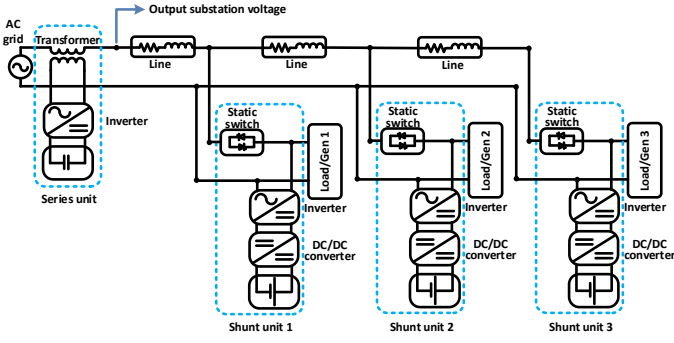 Output substation voltage
AC
grid
Transformer
Line
Line
Line
Inverter
Series unit
Static
switch
Load/Gen 1
Inverter
DC/DC
converter
Shunt unit 1
Static
switch
Load/Gen 2
Inverter
DC/DC
converter
Shunt unit 2
Static
switch
Load/Gen 3
Inverter
DC/DC
converter
Shunt unit 3